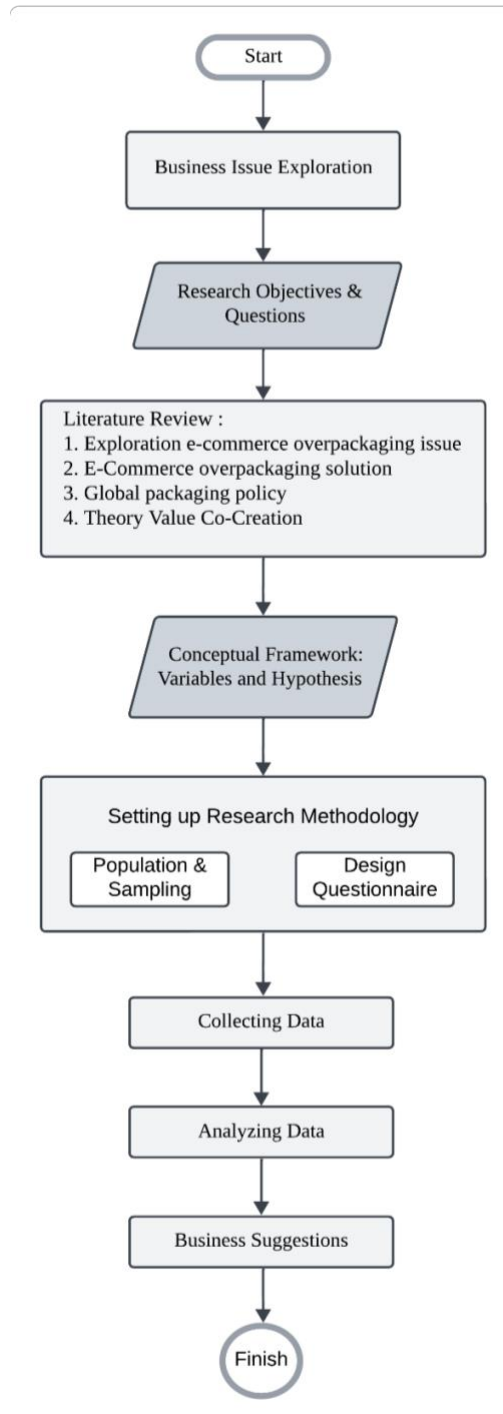 Start
Business Issue Exploration
Research Objectives &
Questions
Literature Review :
1. Exploration e-commerce overpackaging issue
2. E-Commerce overpackaging solution
3. Global packaging policy
4. Theory Value Co-Creation
Conceptual Framework:
Variables and Hypothesis
Setting up Research Methodology
Population &
Sampling
Design
Questionnaire
Collecting Data
Analyzing Data
Business Suggestions
Finish